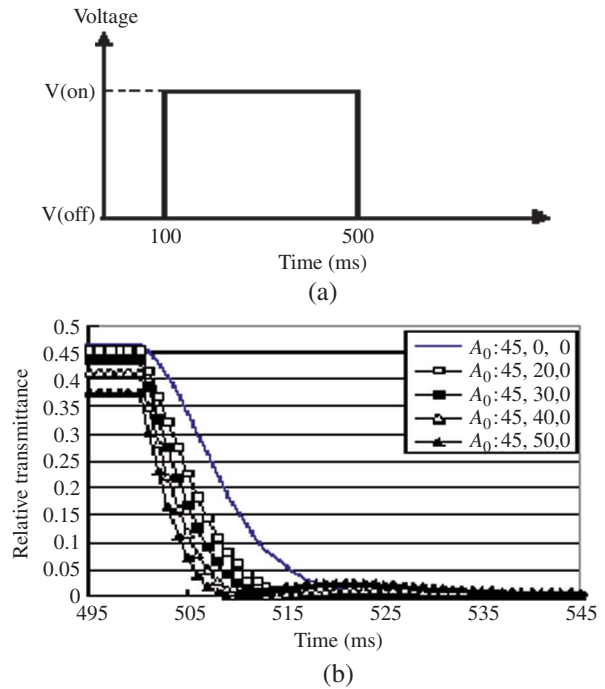 Voltage
V(on)
V(off)
100
500
Time (ms)
(a)
0.5
0.45
0.4
0.35
0.3
0.25
0.2
0.15
0.1
0.05
0
Relative transmittance
A0:45, 0, 0
A0:45, 20,0
A0:45, 30,0
A0:45, 40,0
A0:45, 50,0
495
505
515
525
535
545
Time (ms)
(b)